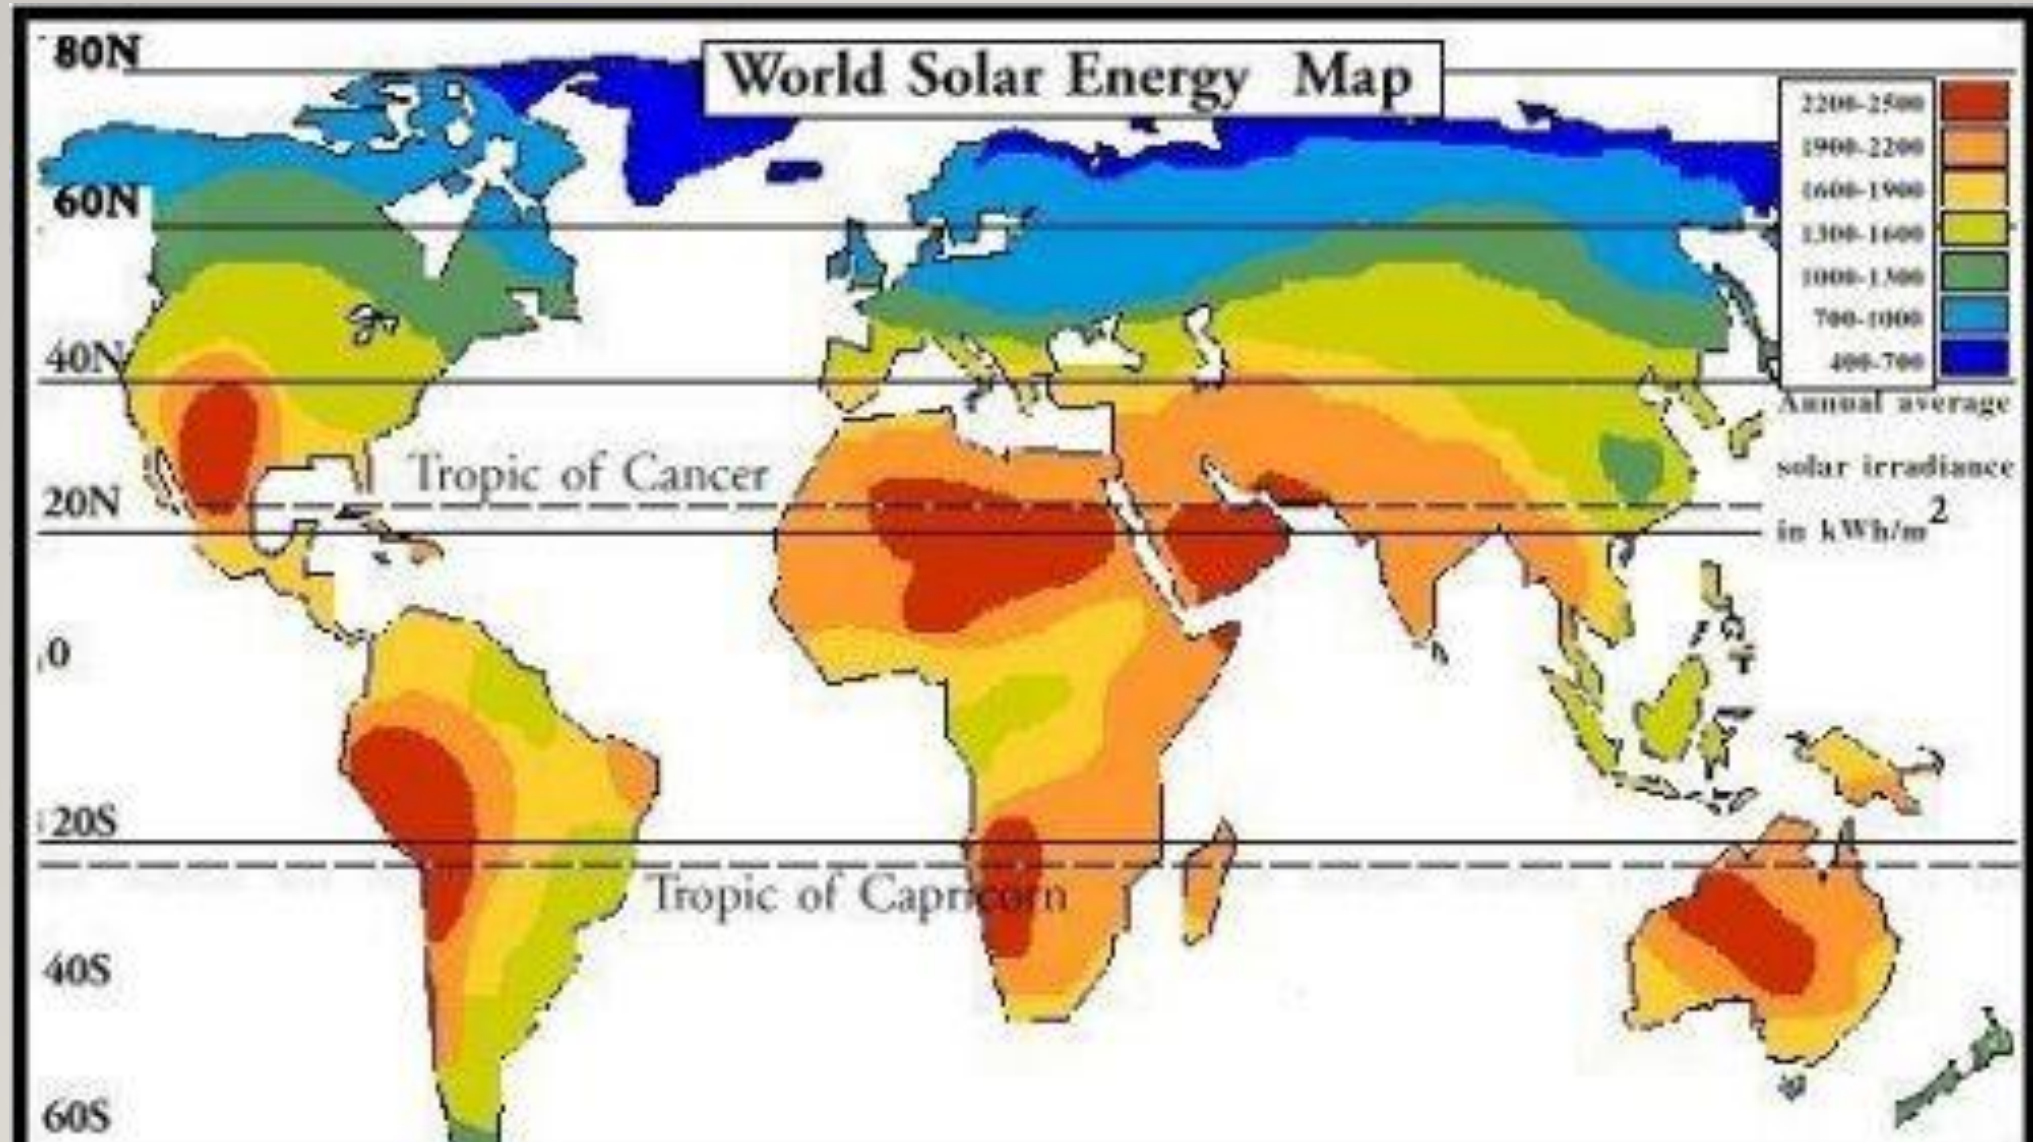 World Solar Energy Map
80N
60N
40N
20N
0
20S
40S
60S
Tropic of Cancer
Tropic of Capricorn
2200-2500
1900-2200
1600-1900
1300-1600
1000-1300
700-1000
400-700
Annual average
solar irradiance
in kWh/m²